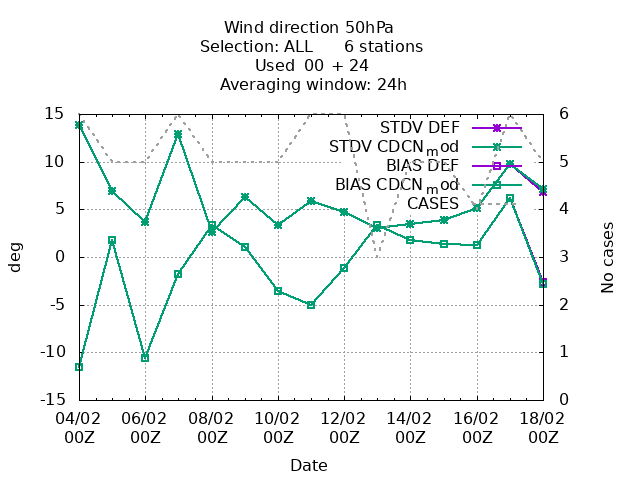 Wind direction 50hPa
Selection: ALL 6 stations
Used 00 + 24
Averaging window: 24h
15
10
5
0
-5
-10
-15
deg
6
5
4
3
2
1
0
No cases
STDV DEF
STDV CDCNmod
BIAS DEF
BIAS CDCNmod
CASES
04/02 06/02 08/02 10/02 12/02 14/02 16/02 18/02
00Z 00Z 00Z 00Z 00Z 00Z 00Z 00Z
Date